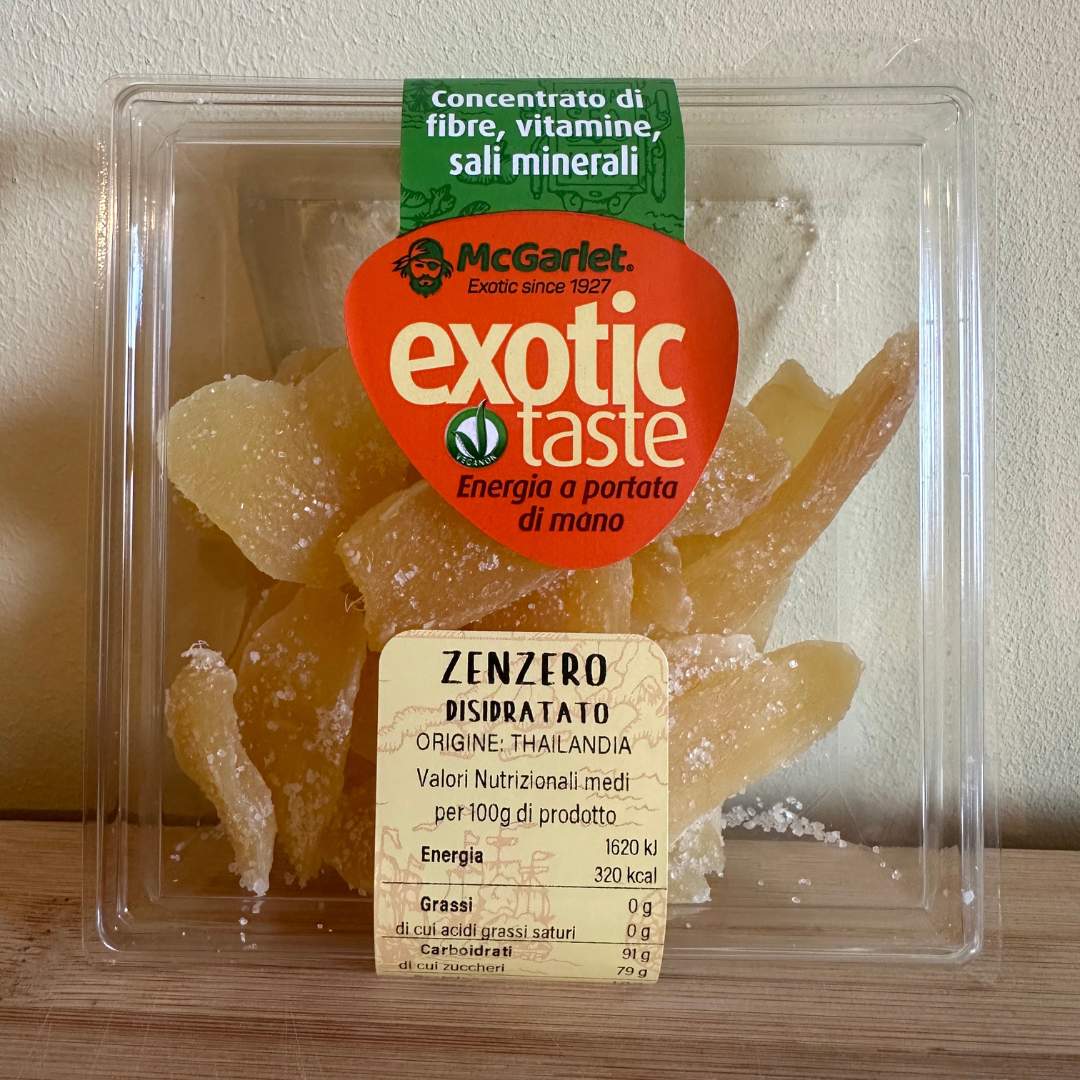 Concentrato di
fibre, vitamine,
sali minerali
McGarlet®
Exotic since 1927
exotic
taste
VEGANOK
Energia a portata
di mano
ZENZERO
DISIDRATATO
ORIGINE: THAILANDIA
Valori Nutrizionali medi
per 100g di prodotto
Energia 1620 kJ
320 kcal
Grassi 0 g
di cui acidi grassi saturi 0 g
Carboidrati 91 g
di cui zuccheri 79 g